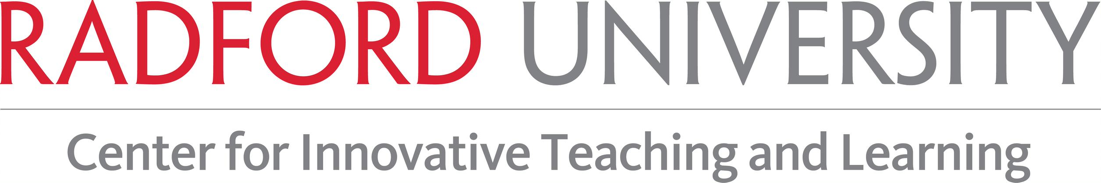 RADFORD UNIVERSITY
Center for Innovative Teaching and Learning